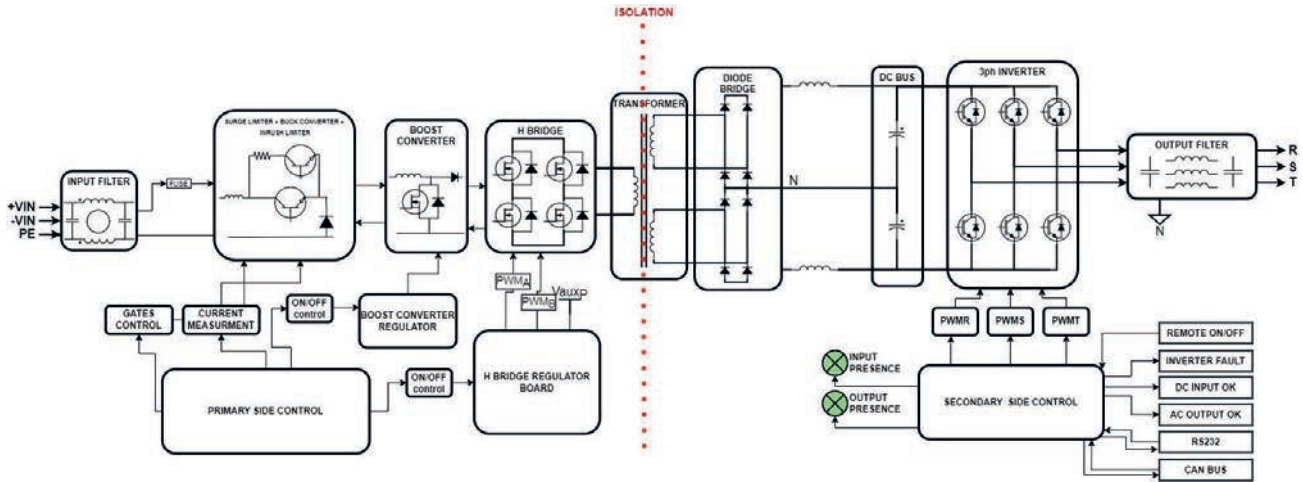 ISOLATION
INPUT FILTER
+VIN
-VIN
PE
FUSE
SURGE LIMITER + BUCK CONVERTER +
INRUSH LIMITER
BOOST
CONVERTER
H BRIDGE
TRANSFORMER
DIODE
BRIDGE
N
DC BUS
3ph INVERTER
OUTPUT FILTER
R
S
T
N
GATES
CONTROL
CURRENT
MEASURMENT
ON/OFF
control
BOOST CONVERTER
REGULATOR
PWMA
PWMB
Vauxp
PRIMARY SIDE CONTROL
ON/OFF
control
H BRIDGE REGULATOR
BOARD
PWMR
PWMS
PWMT
INPUT
PRESENCE
OUTPUT
PRESENCE
SECONDARY SIDE CONTROL
REMOTE ON/OFF
INVERTER FAULT
DC INPUT OK
AC OUTPUT OK
RS232
CAN BUS